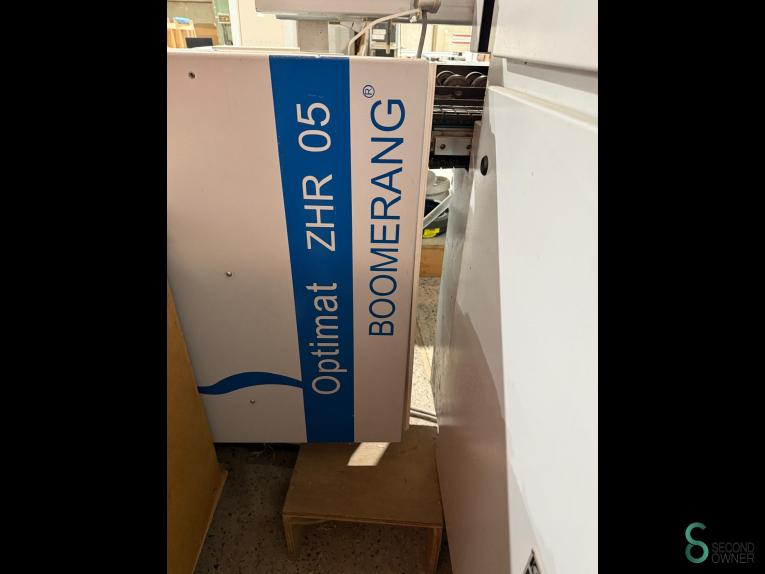 Optimat ZHR 05
BOOMERANG®
SECOND
OWNER